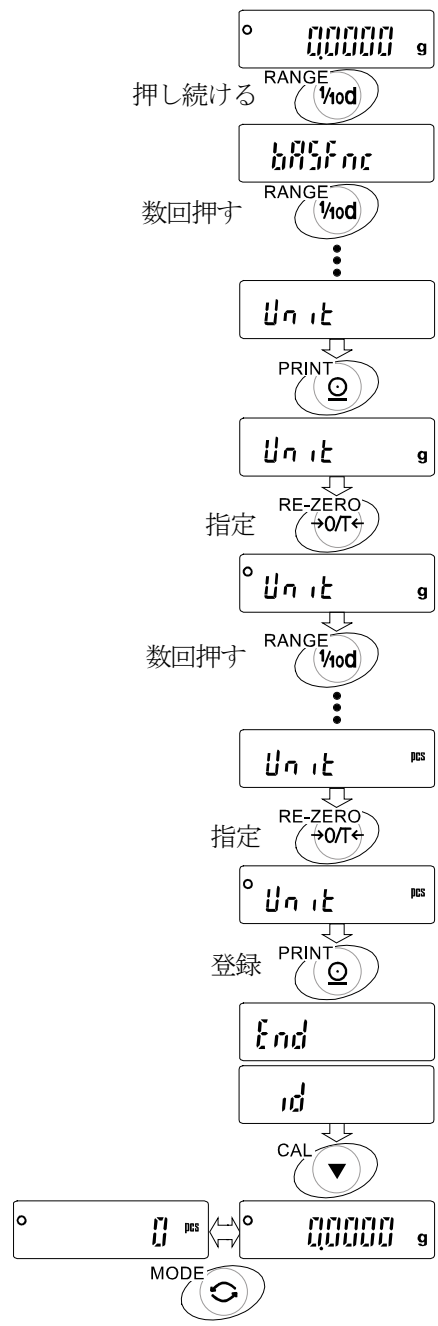 0.0000 g
RANGE
押し続ける 1/10d
bASFnc
RANGE
数回押す 1/10d
Unit
PRINT
Unit g
RE-ZERO
指定 →0/T←
Unit g
RANGE
数回押す 1/10d
Unit pcs
RE-ZERO
指定 →0/T←
Unit pcs
PRINT
登録
End
id
CAL
0 pcs 0.0000 g
MODE